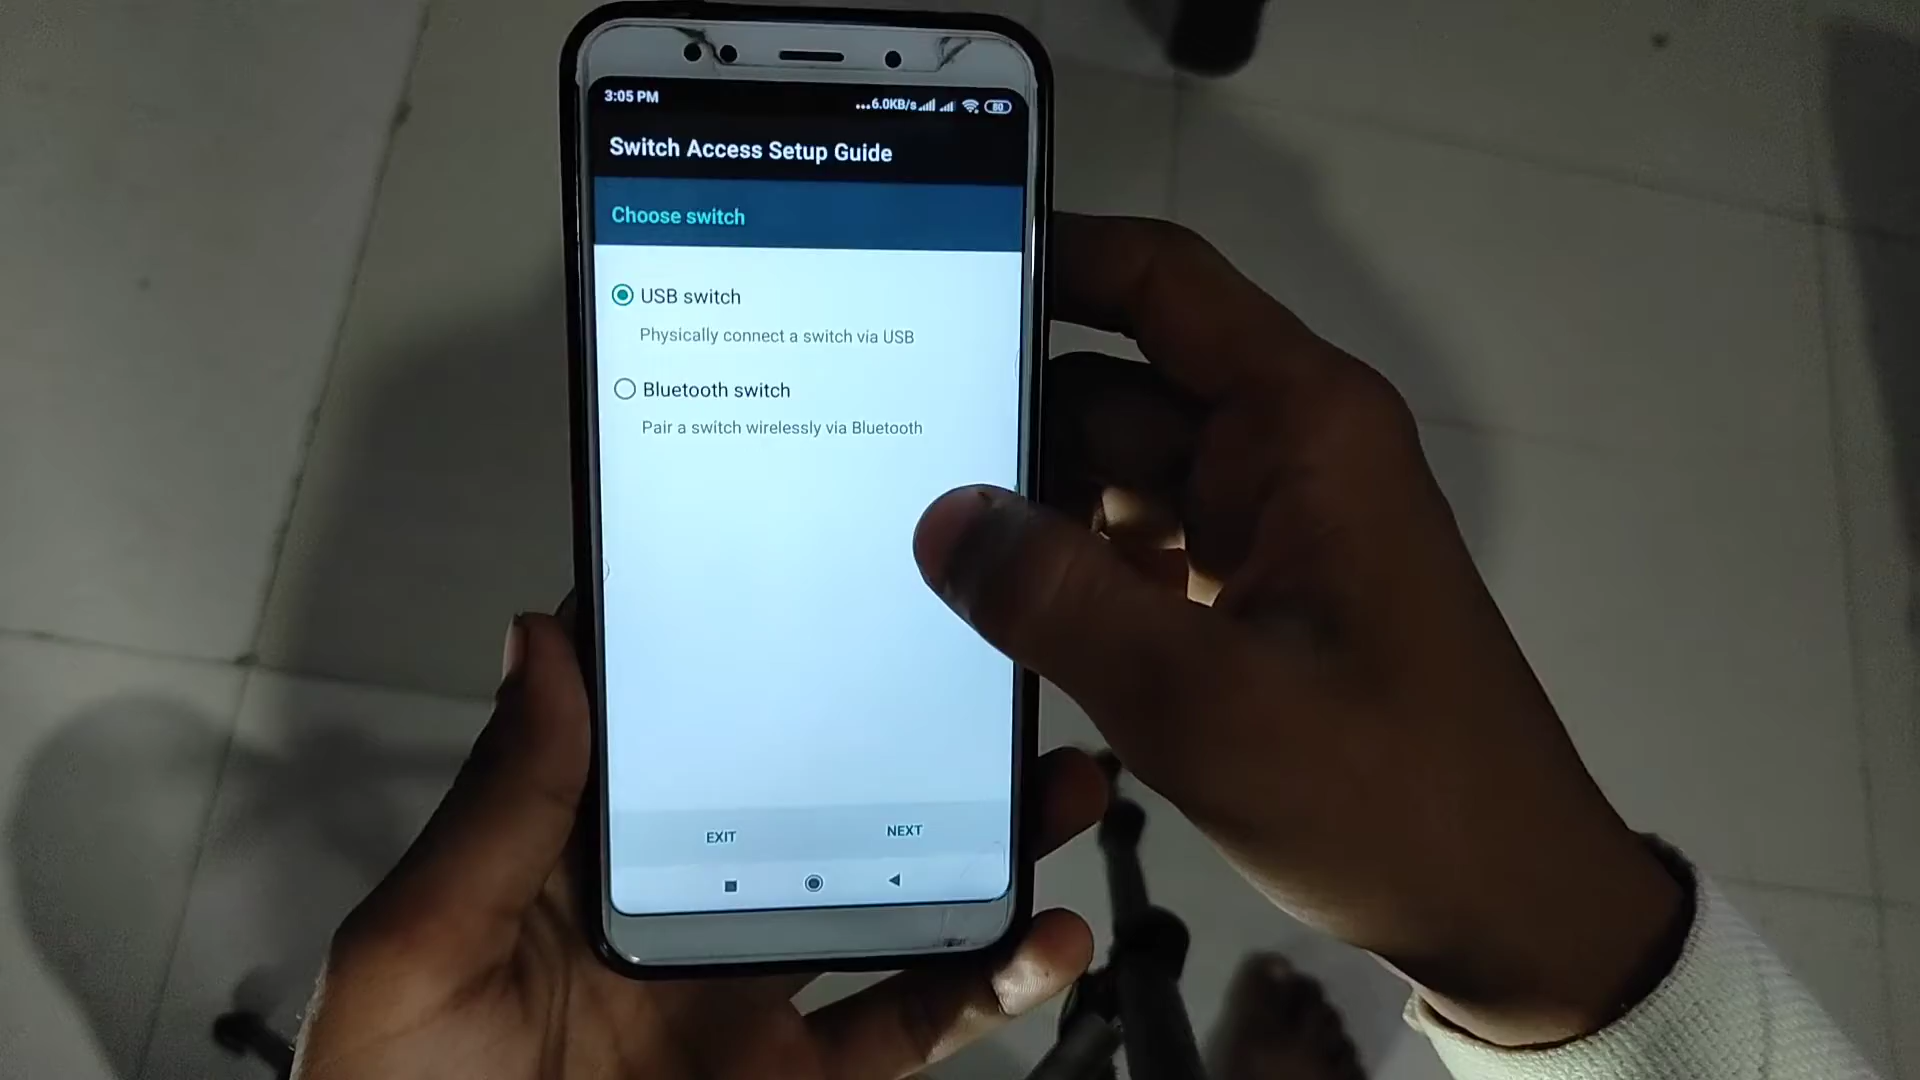 3:05 PM
...6.0KB/s
80
Switch Access Setup Guide
Choose switch
USB switch
Physically connect a switch via USB
Bluetooth switch
Pair a switch wirelessly via Bluetooth
EXIT
NEXT